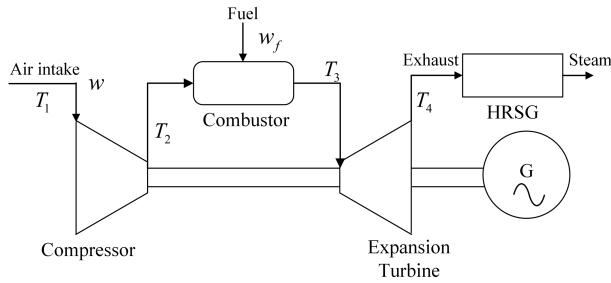 Fuel
w_f
Air intake
w
T_1
T_2
Combustor
T_3
Exhaust
Steam
T_4
HRSG
G
Compressor
Expansion
Turbine